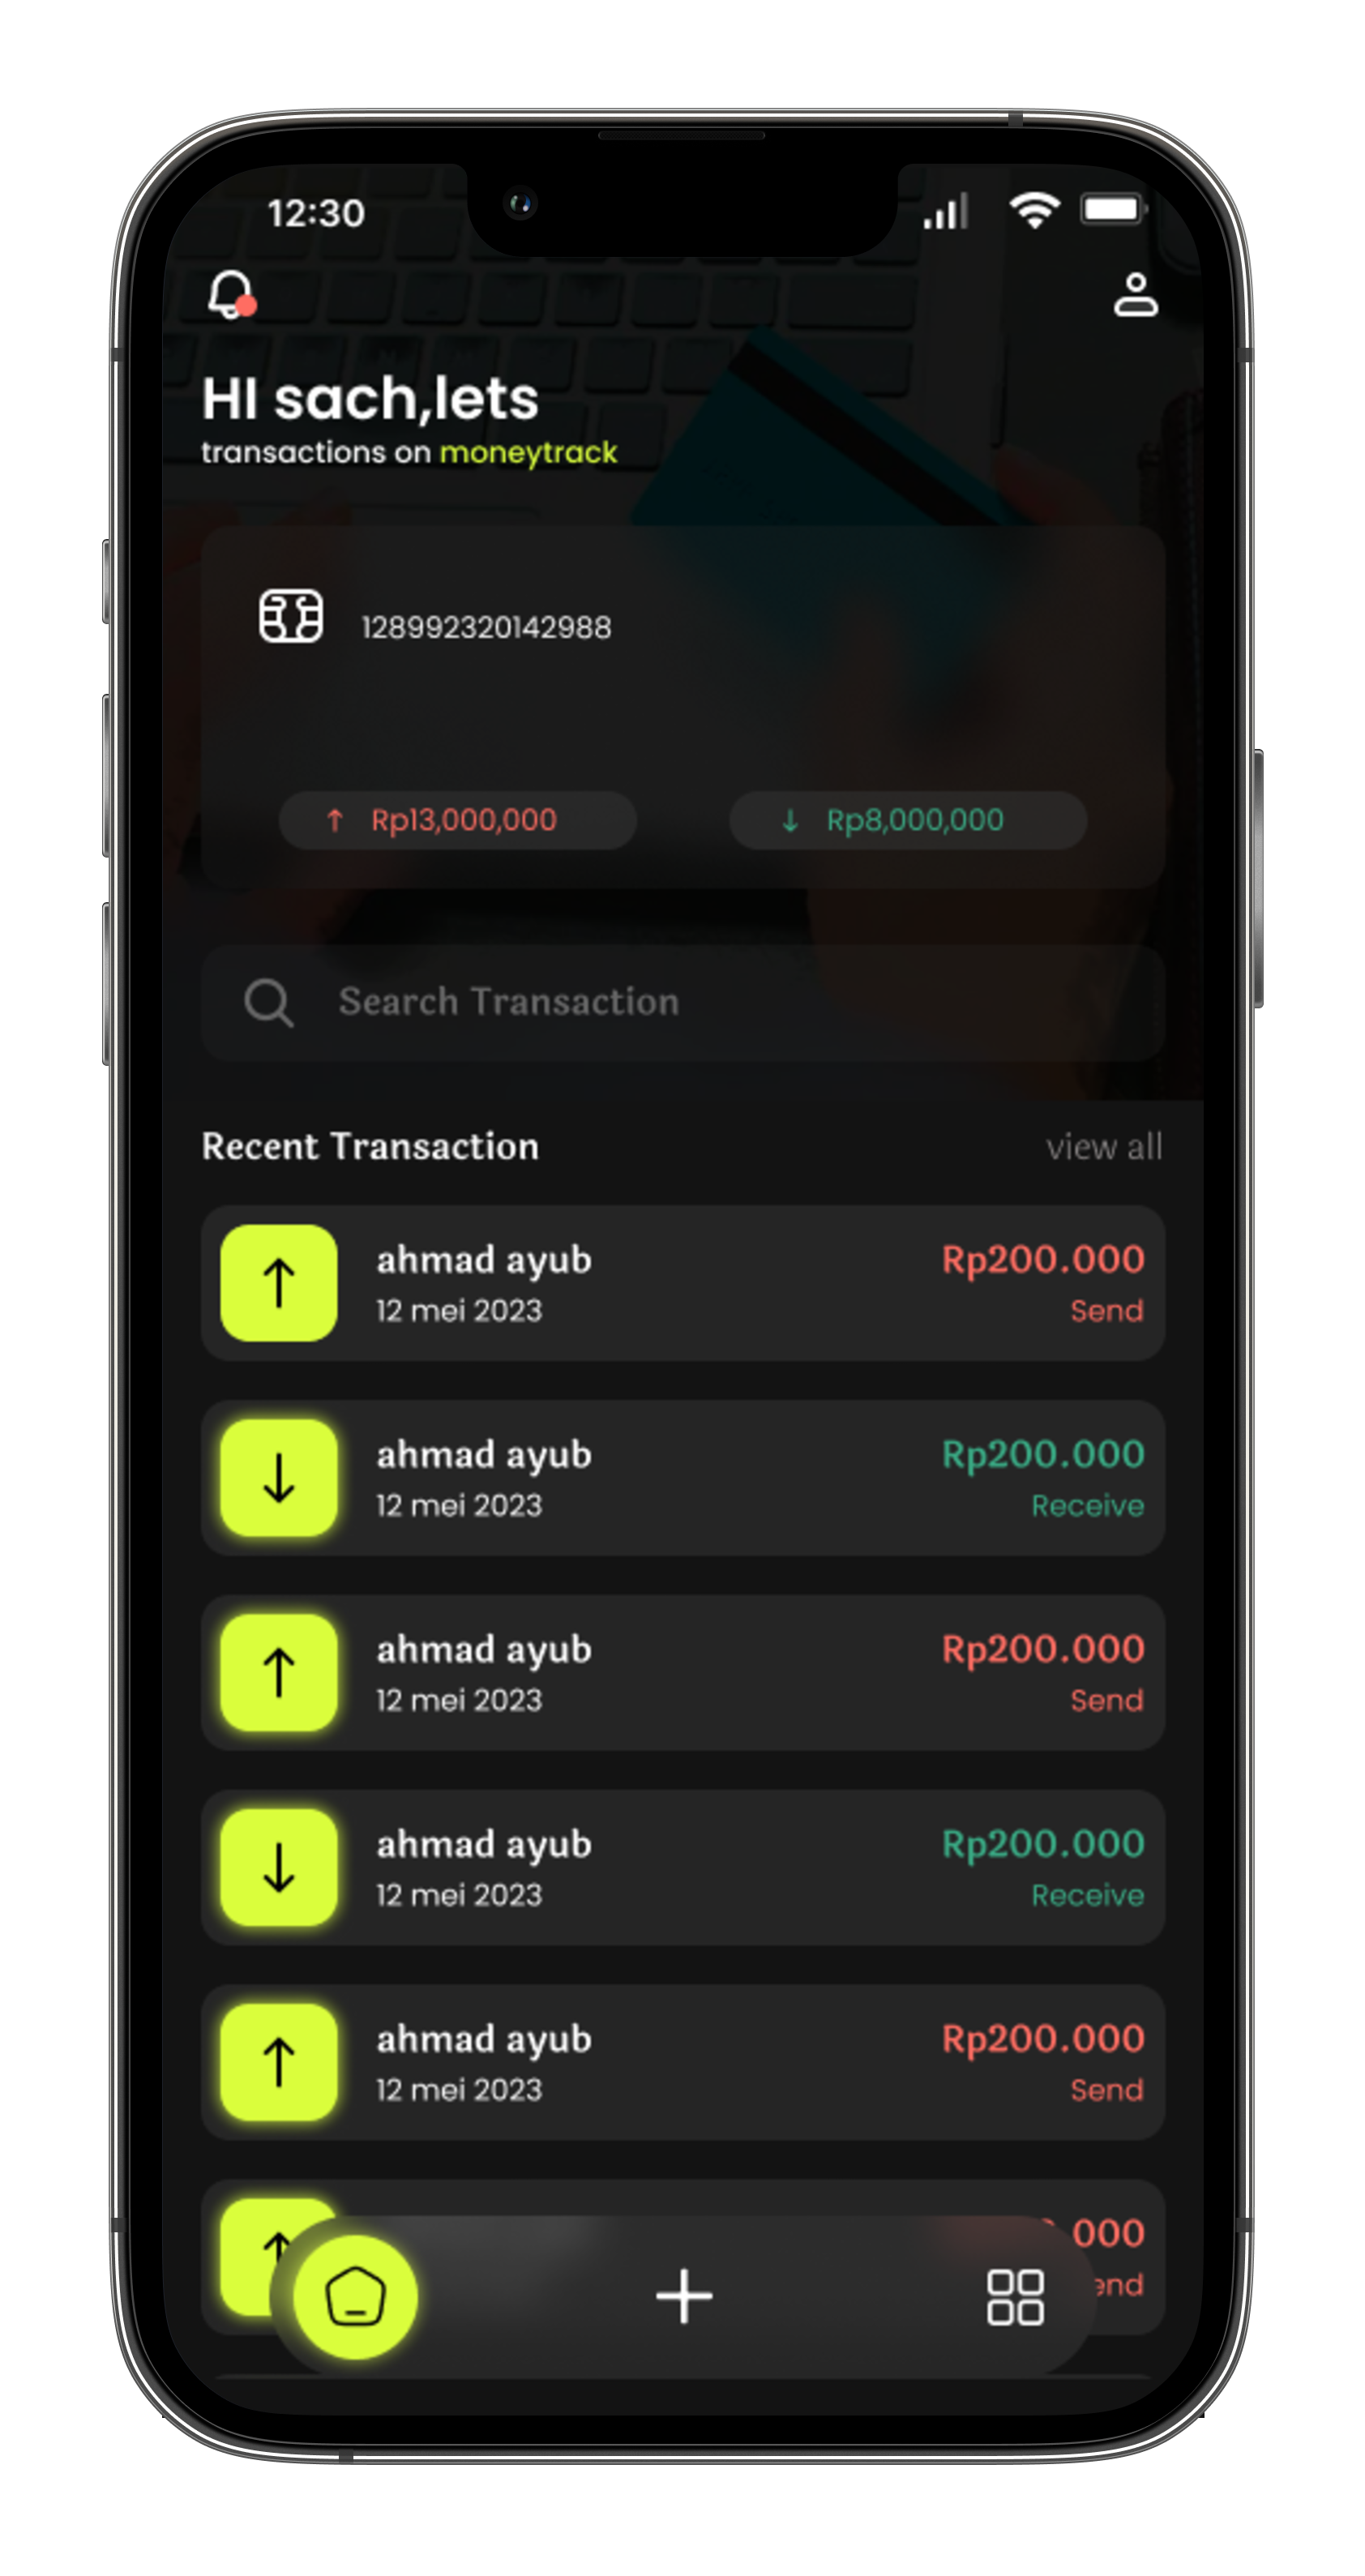 12:30
HI sach,lets
transactions on moneytrack
128992320142988
↑ Rp13,000,000
↓ Rp8,000,000
Search Transaction
Recent Transaction
view all
ahmad ayub
Rp200.000
12 mei 2023
Send
ahmad ayub
Rp200.000
12 mei 2023
Receive
ahmad ayub
Rp200.000
12 mei 2023
Send
ahmad ayub
Rp200.000
12 mei 2023
Receive
ahmad ayub
Rp200.000
12 mei 2023
Send
000
end